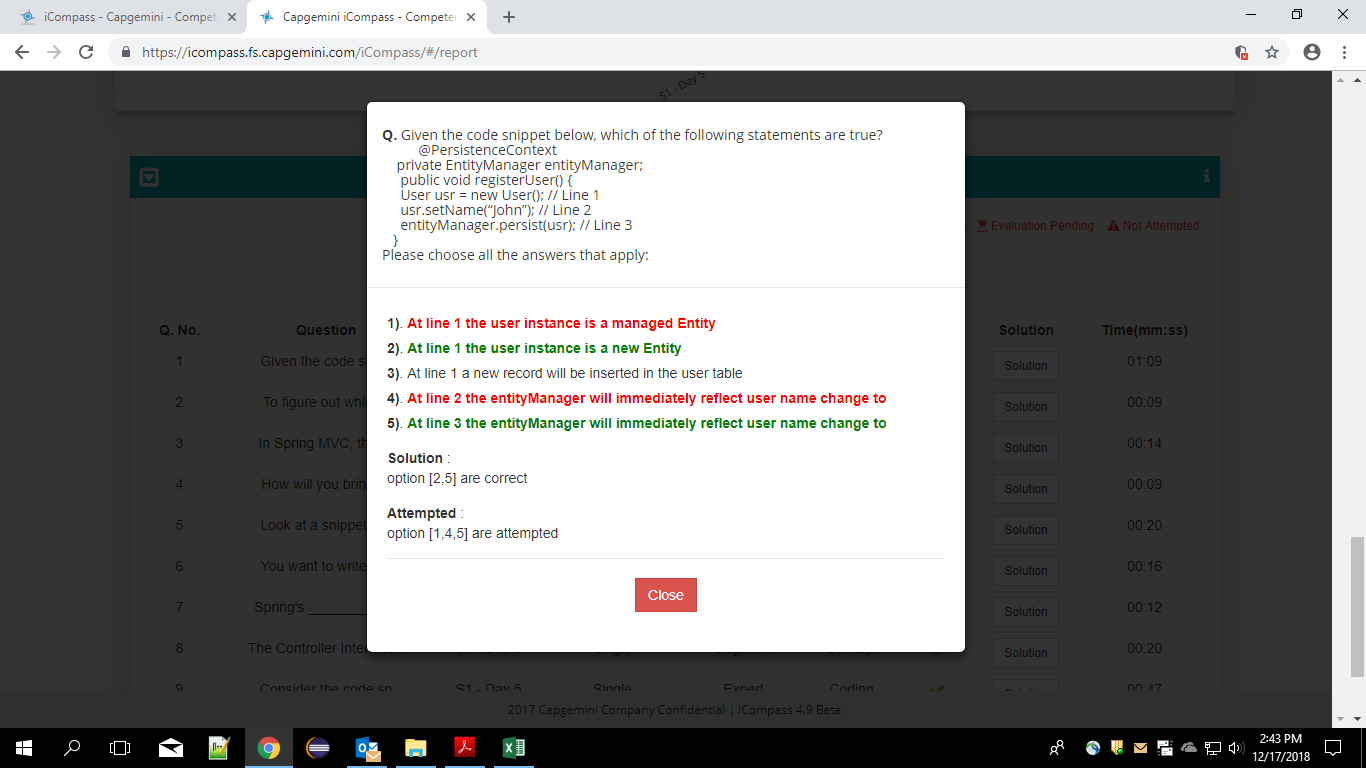 iCompass - Capgemini - Compet
Capgemini iCompass - Competen
https://icompass.fs.capgemini.com/iCompass/#/report
S1 - Day 5
Q. Given the code snippet below, which of the following statements are true?
@PersistenceContext
private EntityManager entityManager;
public void registerUser() {
User usr = new User(); // Line 1
usr.setName(“John”); // Line 2
entityManager.persist(usr); // Line 3
}
Please choose all the answers that apply:
Evaluation Pending Not Attempted
1). At line 1 the user instance is a managed Entity
2). At line 1 the user instance is a new Entity
3). At line 1 a new record will be inserted in the user table
4). At line 2 the entityManager will immediately reflect user name change to
5). At line 3 the entityManager will immediately reflect user name change to
Solution :
option [2,5] are correct
Attempted :
option [1,4,5] are attempted
Close
Q. No. Question Solution Time(mm:ss)
1 Given the code s Solution 01:09
2 To figure out whi Solution 00:09
3 In Spring MVC, th Solution 00:14
4 How will you brin Solution 00:09
5 Look at a snippet Solution 00:20
6 You want to write Solution 00:16
7 Spring's ________ Solution 00:12
8 The Controller Inte Solution 00:20
9 Consider the code sn S1 - Day 5 Single Expert Coding 00:47
2017 Capgemini Company Confidential | iCompass 4.9 Beta
2:43 PM
12/17/2018